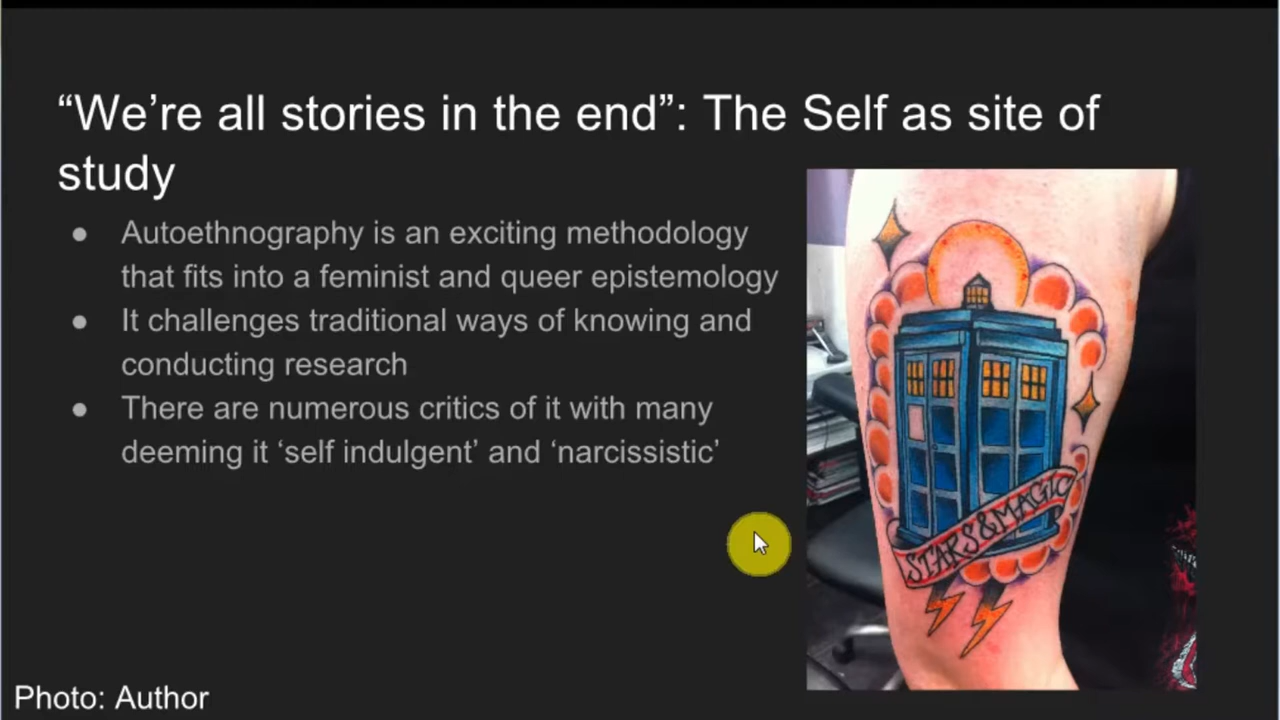 “We’re all stories in the end”: The Self as site of
study
● Autoethnography is an exciting methodology
that fits into a feminist and queer epistemology
● It challenges traditional ways of knowing and
conducting research
● There are numerous critics of it with many
deeming it ‘self indulgent’ and ‘narcissistic’
STARS&MAGIC
Photo: Author